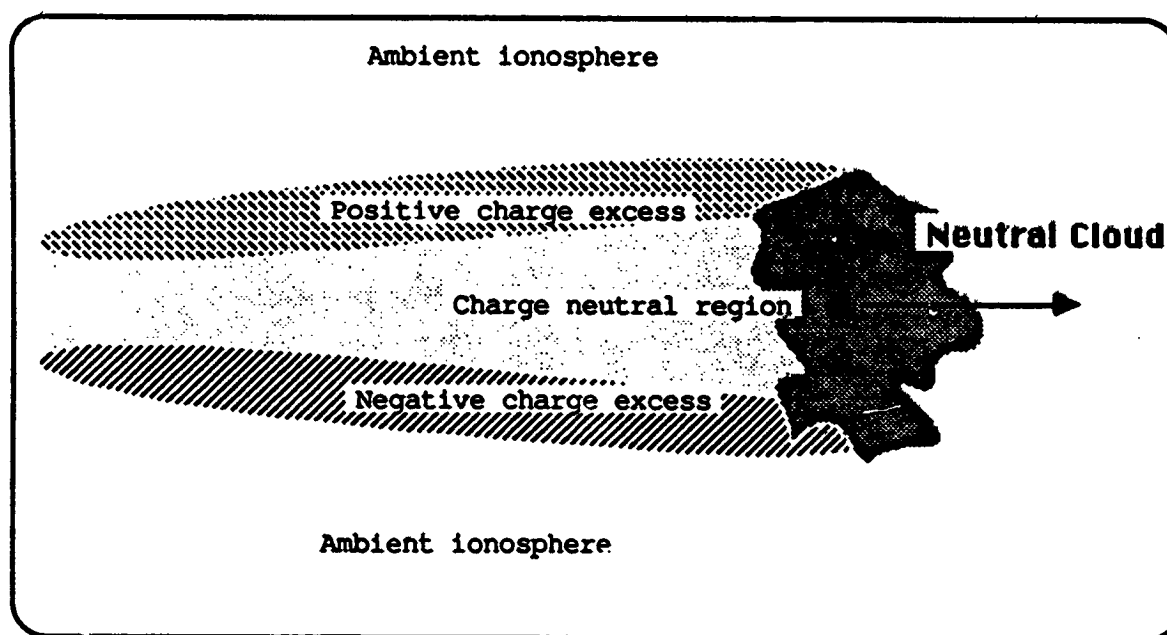 Ambient ionosphere
Positive charge excess
Neutral Cloud
Charge neutral region
Negative charge excess
Ambient ionosphere